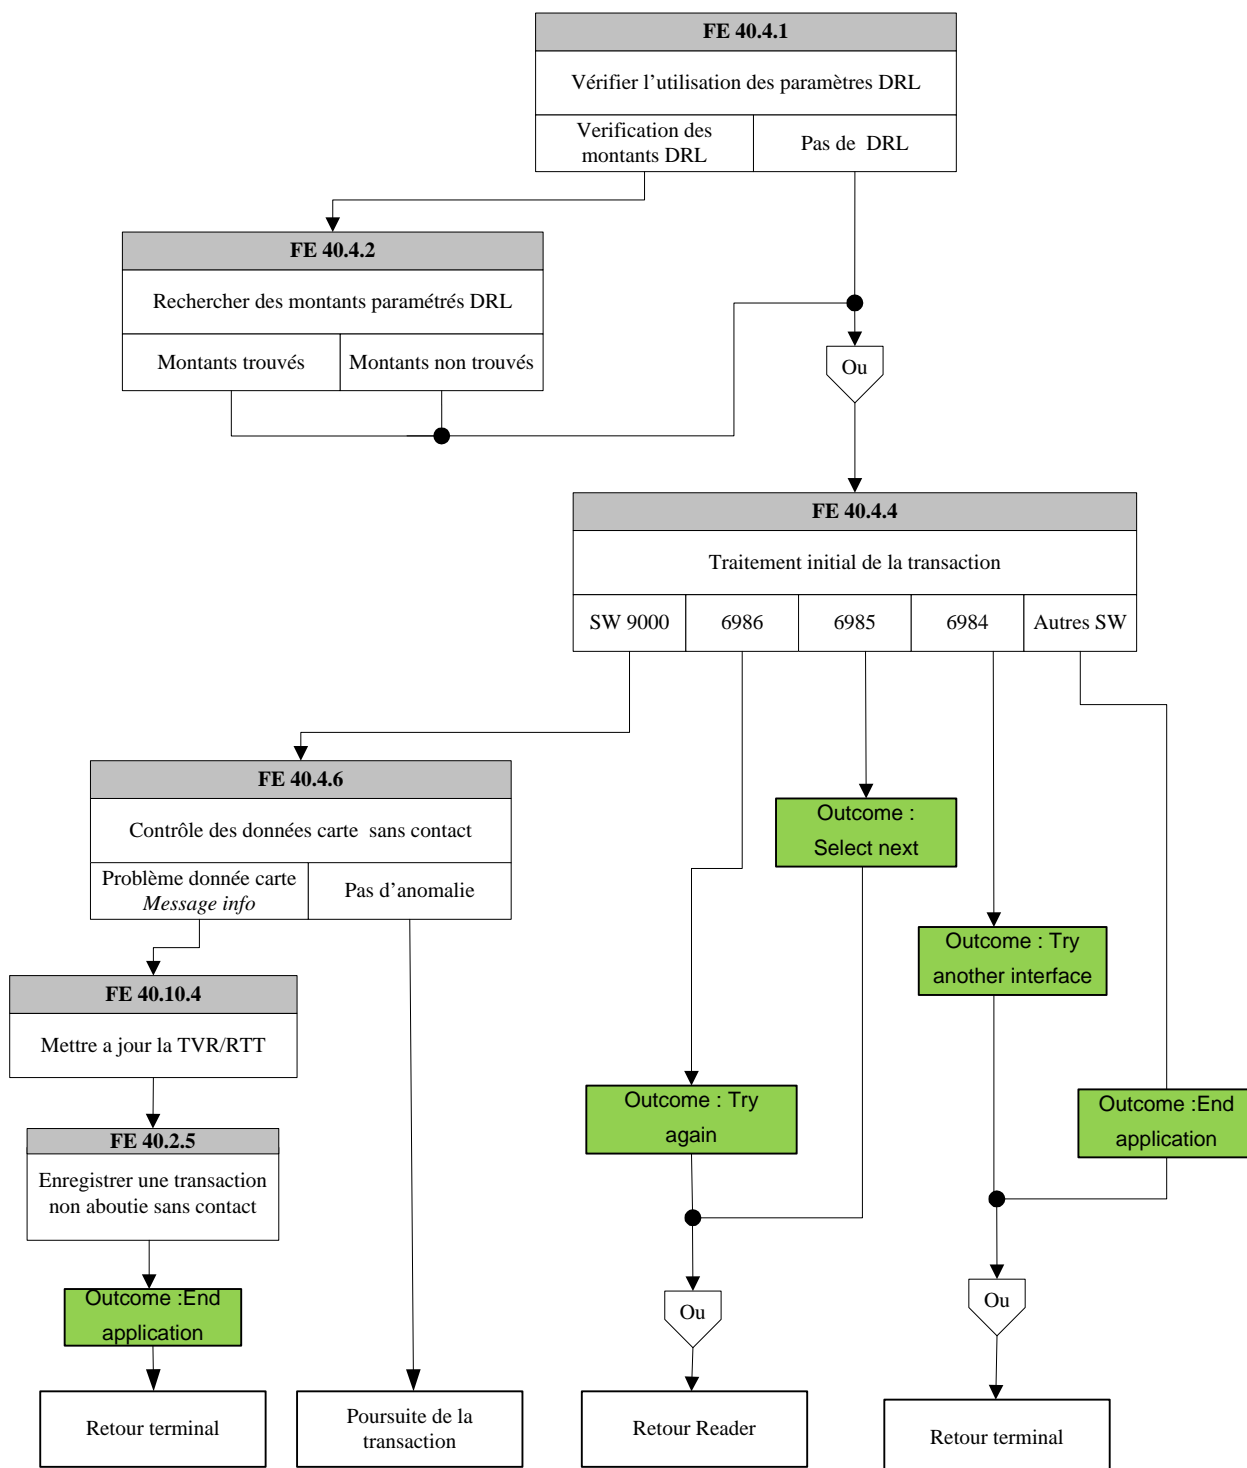 FE 40.4.1
Vérifier l’utilisation des paramètres DRL
Verification des
montants DRL
Pas de DRL
FE 40.4.2
Rechercher des montants paramétrés DRL
Montants trouvés
Montants non trouvés
Ou
FE 40.4.4
Traitement initial de la transaction
SW 9000
6986
6985
6984
Autres SW
FE 40.4.6
Contrôle des données carte sans contact
Problème donnée carte
Message info
Pas d’anomalie
Outcome :
Select next
Outcome : Try
another interface
FE 40.10.4
Mettre a jour la TVR/RTT
Outcome : Try
again
Outcome :End
application
FE 40.2.5
Enregistrer une transaction
non aboutie sans contact
Outcome :End
application
Ou
Ou
Retour terminal
Poursuite de la
transaction
Retour Reader
Retour terminal